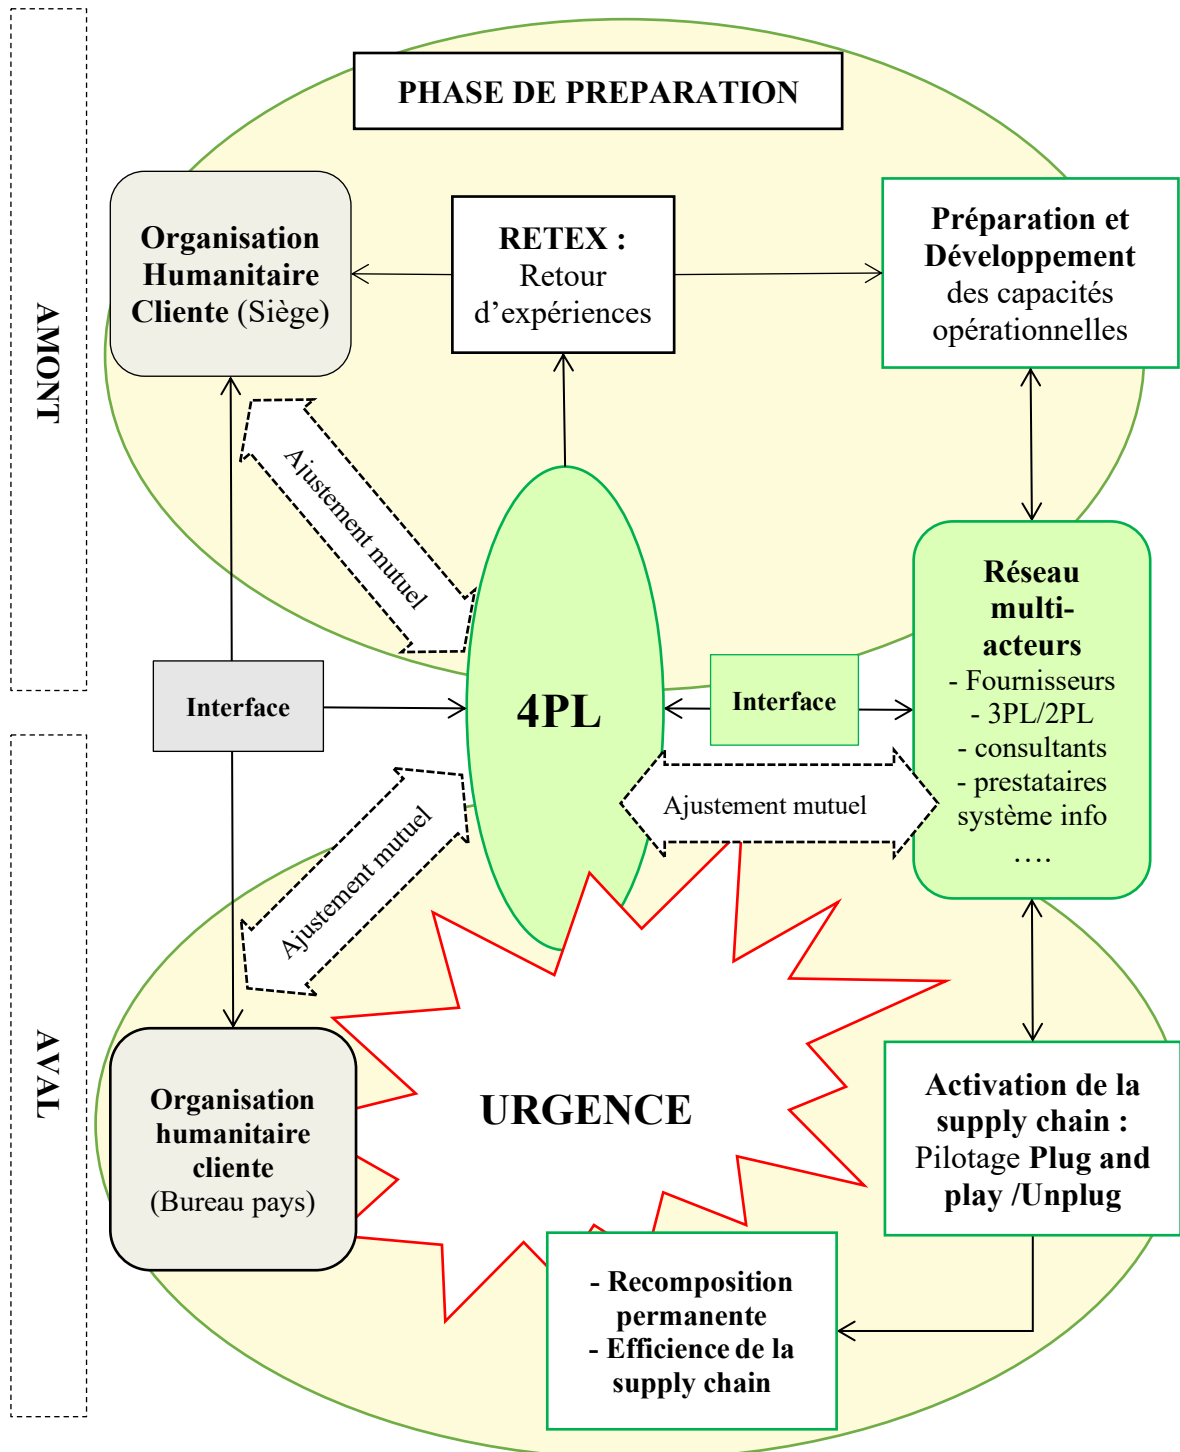 PHASE DE PREPARATION
AMONT
Organisation
Humanitaire
Cliente (Siège)
RETEX :
Retour
d’expériences
Préparation et
Développement
des capacités
opérationnelles
Ajustement mutuel
Réseau
multi-
acteurs
- Fournisseurs
- 3PL/2PL
- consultants
- prestataires
système info
….
Interface
4PL
Interface
Ajustement mutuel
Ajustement mutuel
AVAL
Organisation
humanitaire
cliente
(Bureau pays)
URGENCE
Activation de la
supply chain :
Pilotage Plug and
play /Unplug
- Recomposition
permanente
- Efficience de la
supply chain